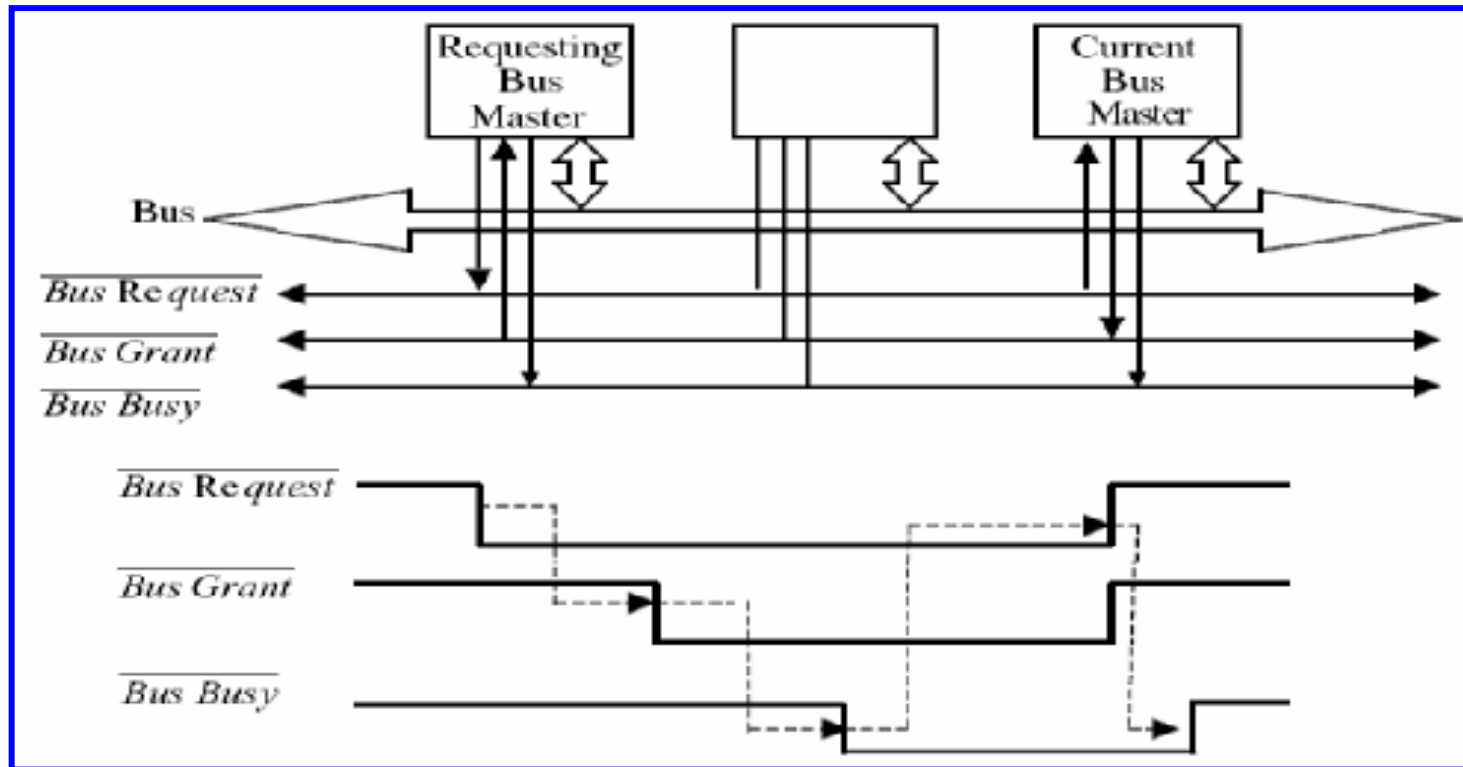 Requesting
Bus
Master
Current
Bus
Master
Bus
Bus Request
Bus Grant
Bus Busy
Bus Request
Bus Grant
Bus Busy